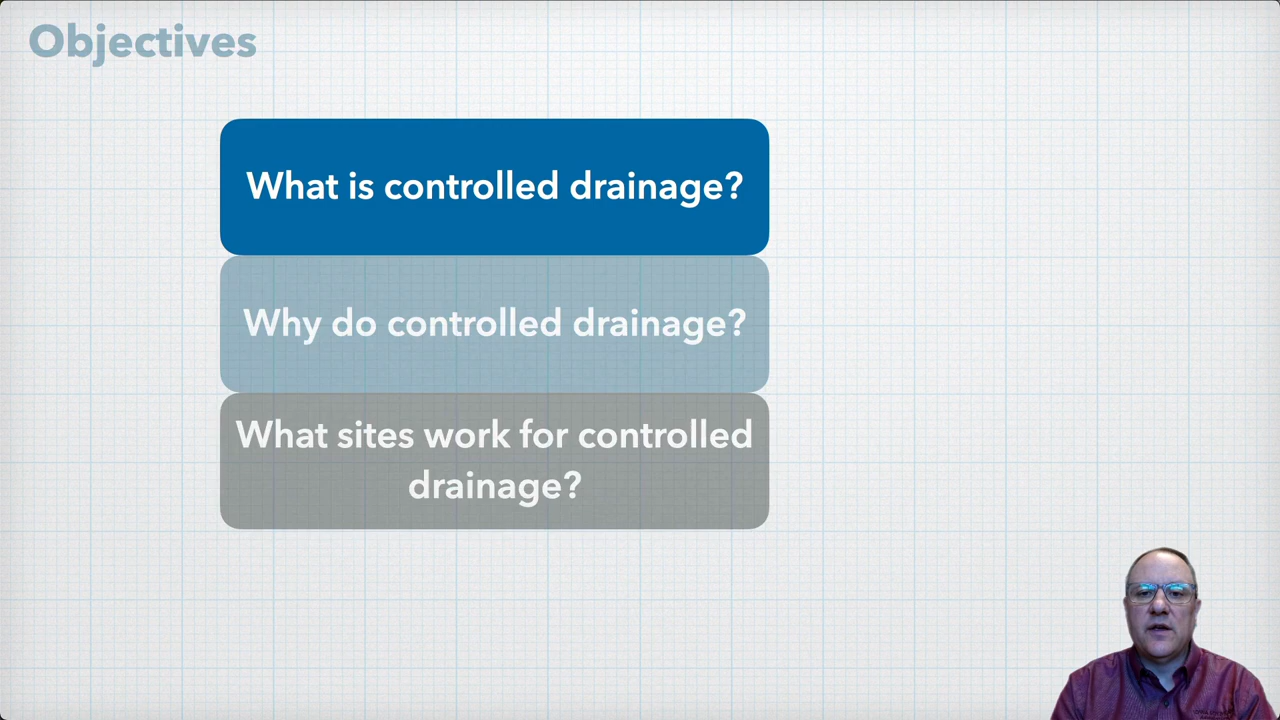 Objectives
What is controlled drainage?
Why do controlled drainage?
What sites work for controlled
drainage?